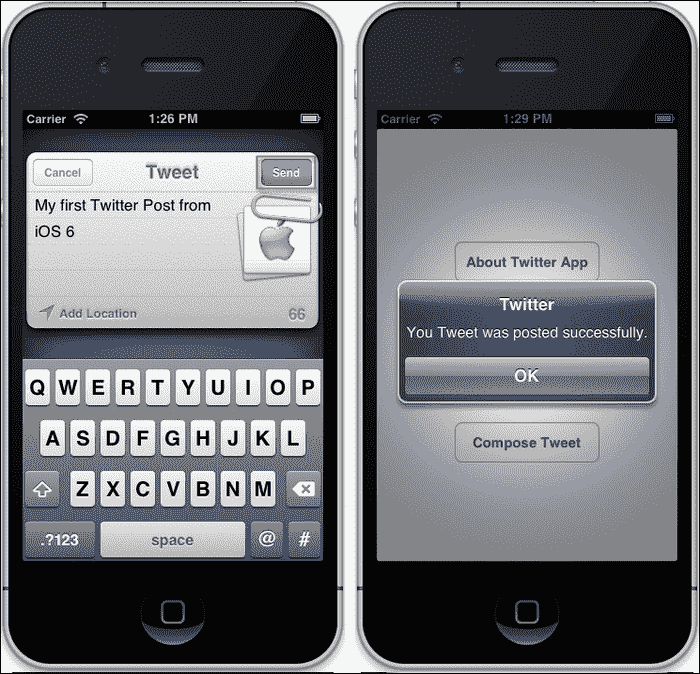 Carrier 1:26 PM
Cancel Tweet Send
My first Twitter Post from
iOS 6
Add Location 66
Q W E R T Y U I O P
A S D F G H J K L
Z X C V B N M
.?123 space @ #
Carrier 1:29 PM
About Twitter App
Twitter
You Tweet was posted successfully.
OK
Compose Tweet